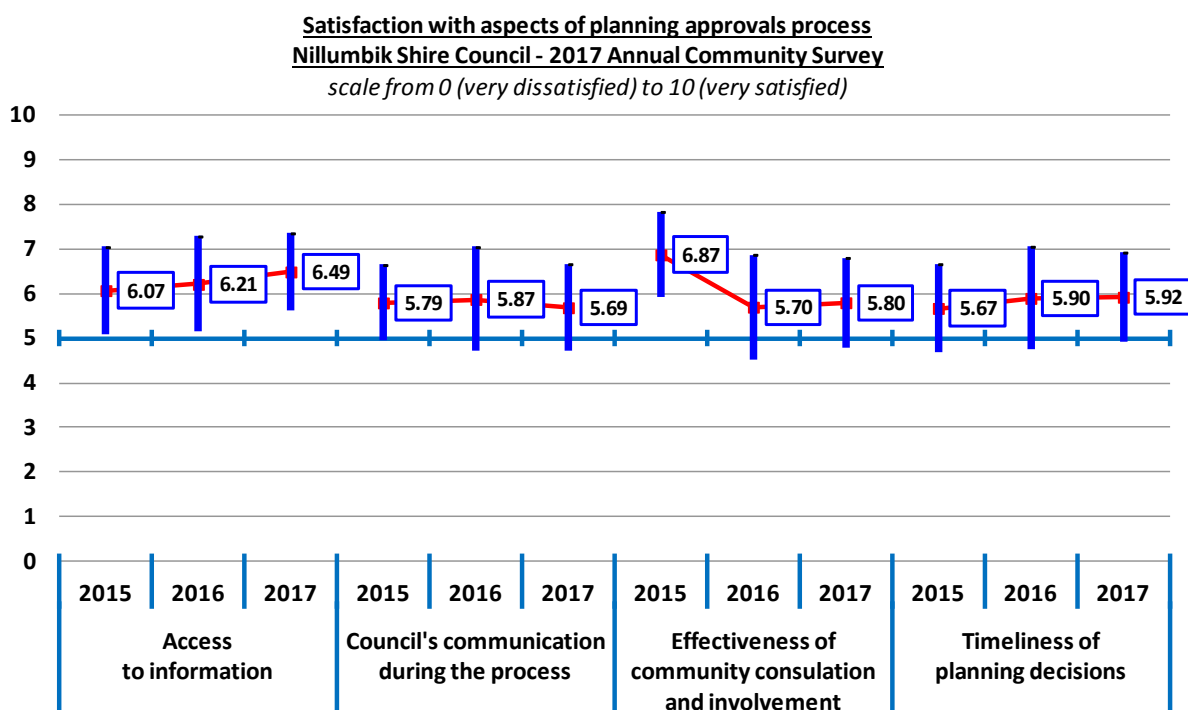 Satisfaction with aspects of planning approvals process
Nillumbik Shire Council - 2017 Annual Community Survey
scale from 0 (very dissatisfied) to 10 (very satisfied)
10
9
8
7
6
5
4
3
2
1
0
6.07
6.21
6.49
5.79
5.87
5.69
6.87
5.70
5.80
5.67
5.90
5.92
2015 2016 2017 2015 2016 2017 2015 2016 2017 2015 2016 2017
Access
to information
Council's communication
during the process
Effectiveness of
community consulation
and involvement
Timeliness of
planning decisions